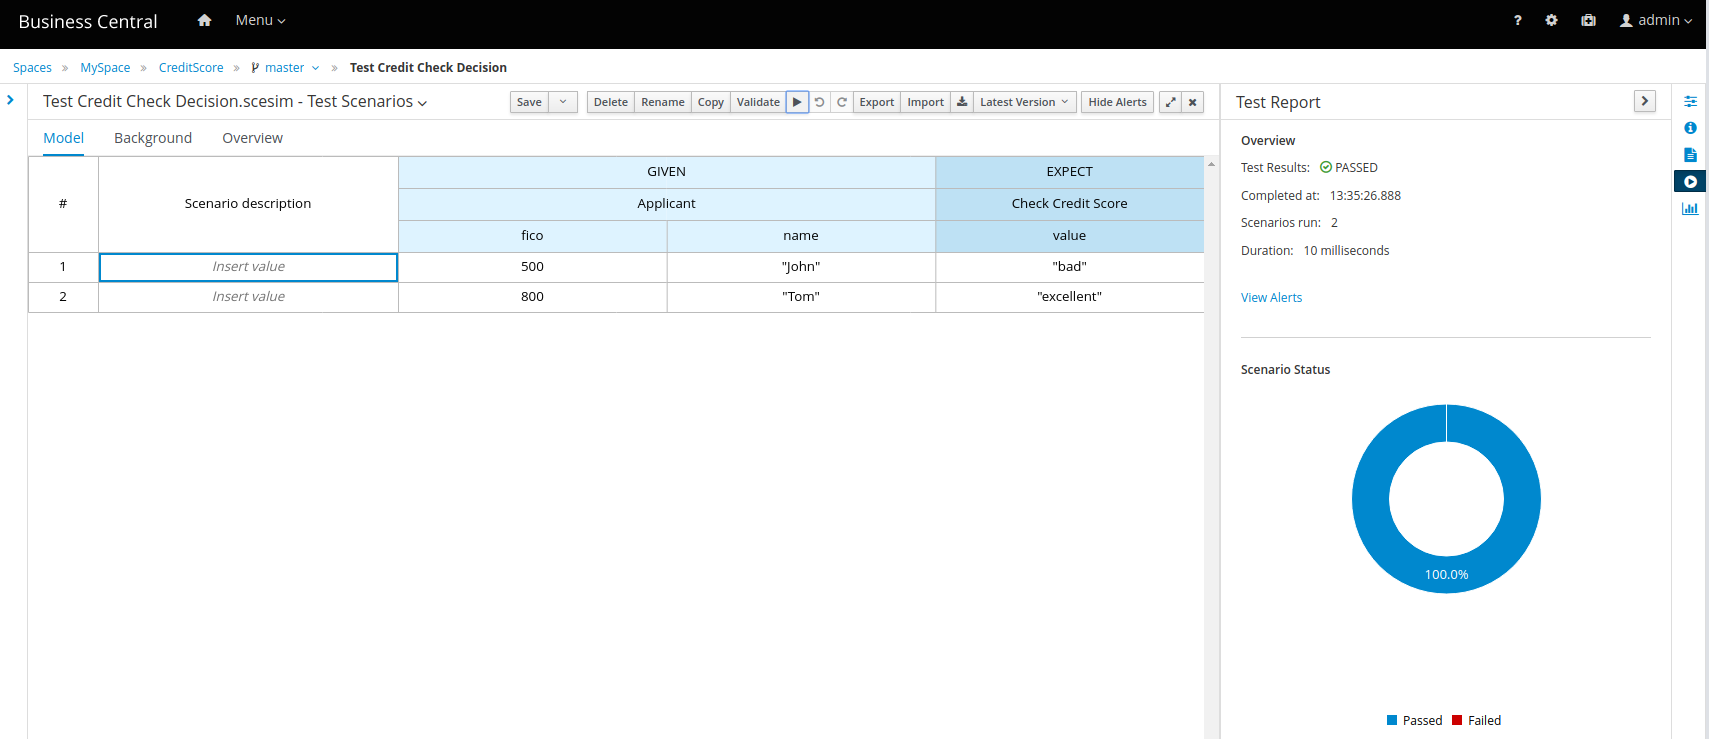 Business Central Menu ? admin
Spaces » MySpace » CreditScore » master » Test Credit Check Decision
Test Credit Check Decision.scesim - Test Scenarios
Save Delete Rename Copy Validate Export Import Latest Version Hide Alerts
Model Background Overview
# Scenario description GIVEN EXPECT
Applicant Check Credit Score
fico name value
1 Insert value 500 "John" "bad"
2 Insert value 800 "Tom" "excellent"
Test Report
Overview
Test Results: PASSED
Completed at: 13:35:26.888
Scenarios run: 2
Duration: 10 milliseconds
View Alerts
Scenario Status
100.0%
Passed Failed